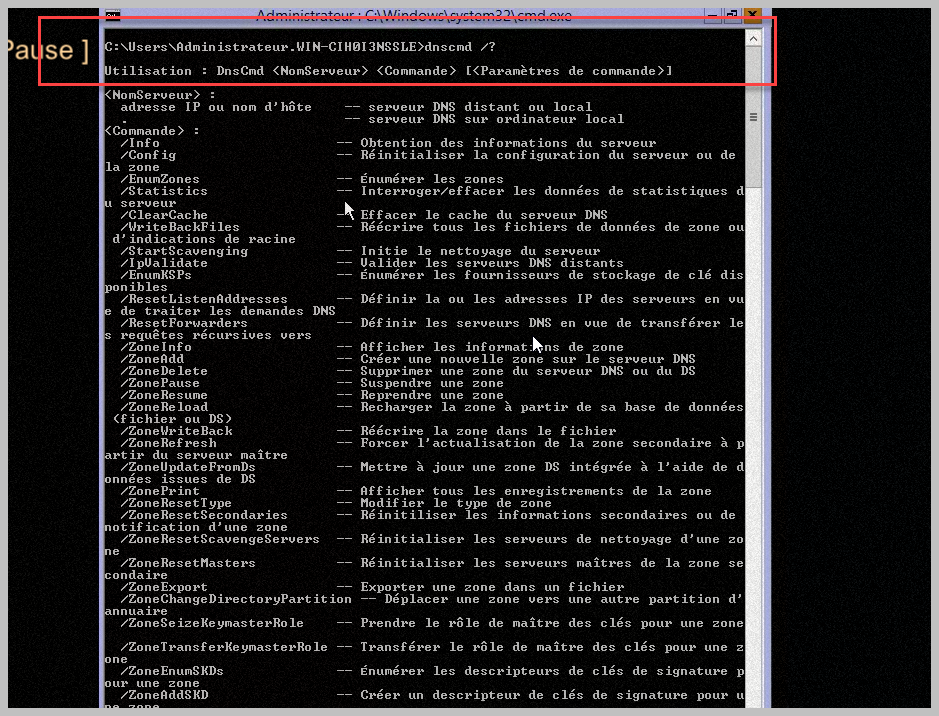 Administrateur : C:\Windows\system32\cmd.exe
Pause ]
C:\Users\Administrateur.WIN-CIH0I3NSSLE>dnscmd /?
Utilisation : DnsCmd <NomServeur> <Commande> [<Paramètres de commande>]
<NomServeur> :
adresse IP ou nom d'hôte -- serveur DNS distant ou local
. -- serveur DNS sur ordinateur local
<Commande> :
/Info -- Obtention des informations du serveur
/Config -- Réinitialiser la configuration du serveur ou de
la zone
/EnumZones -- Énumérer les zones
/Statistics -- Interroger/effacer les données de statistiques d
u serveur
/ClearCache -- Effacer le cache du serveur DNS
/WriteBackFiles -- Réécrire tous les fichiers de données de zone ou
d'indications de racine
/StartScavenging -- Initie le nettoyage du serveur
/IpValidate -- Valider les serveurs DNS distants
/EnumKSPs -- Énumérer les fournisseurs de stockage de clé dis
ponibles
/ResetListenAddresses -- Définir la ou les adresses IP des serveurs en vu
e de traiter les demandes DNS
/ResetForwarders -- Définir les serveurs DNS en vue de transférer le
s requêtes récursives vers
/ZoneInfo -- Afficher les informations de zone
/ZoneAdd -- Créer une nouvelle zone sur le serveur DNS
/ZoneDelete -- Supprimer une zone du serveur DNS ou du DS
/ZonePause -- Suspendre une zone
/ZoneResume -- Reprendre une zone
/ZoneReload -- Recharger la zone à partir de sa base de données
(fichier ou DS)
/ZoneWriteBack -- Réécrire la zone dans le fichier
/ZoneRefresh -- Forcer l'actualisation de la zone secondaire à p
artir du serveur maître
/ZoneUpdateFromDs -- Mettre à jour une zone DS intégrée à l'aide de d
onnées issues de DS
/ZonePrint -- Afficher tous les enregistrements de la zone
/ZoneResetType -- Modifier le type de zone
/ZoneResetSecondaries -- Réinitiliser les informations secondaires ou de
notification d'une zone
/ZoneResetScavengeServers -- Réinitialiser les serveurs de nettoyage d'une zo
ne
/ZoneResetMasters -- Réinitialiser les serveurs maîtres de la zone se
condaire
/ZoneExport -- Exporter une zone dans un fichier
/ZoneChangeDirectoryPartition -- Déplacer une zone vers une autre partition d'
annuaire
/ZoneSeizeKeymasterRole -- Prendre le rôle de maître des clés pour une zone
/ZoneTransferKeymasterRole -- Transférer le rôle de maître des clés pour une z
one
/ZoneEnumSKDs -- Énumérer les descripteurs de clés de signature p
our une zone
/ZoneAddSKD -- Créer un descripteur de clés de signature pour u
ne zone